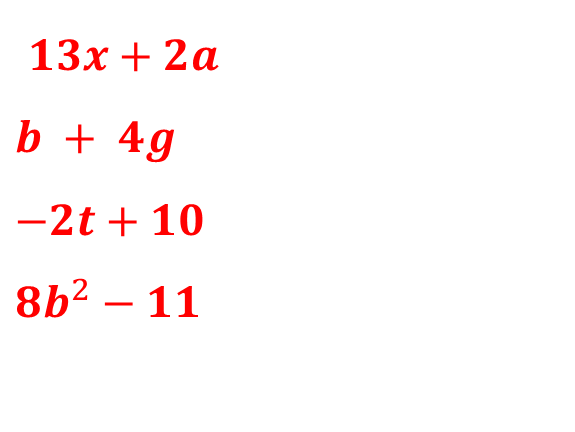 13x + 2a
b + 4g
−2t + 10
8b² − 11